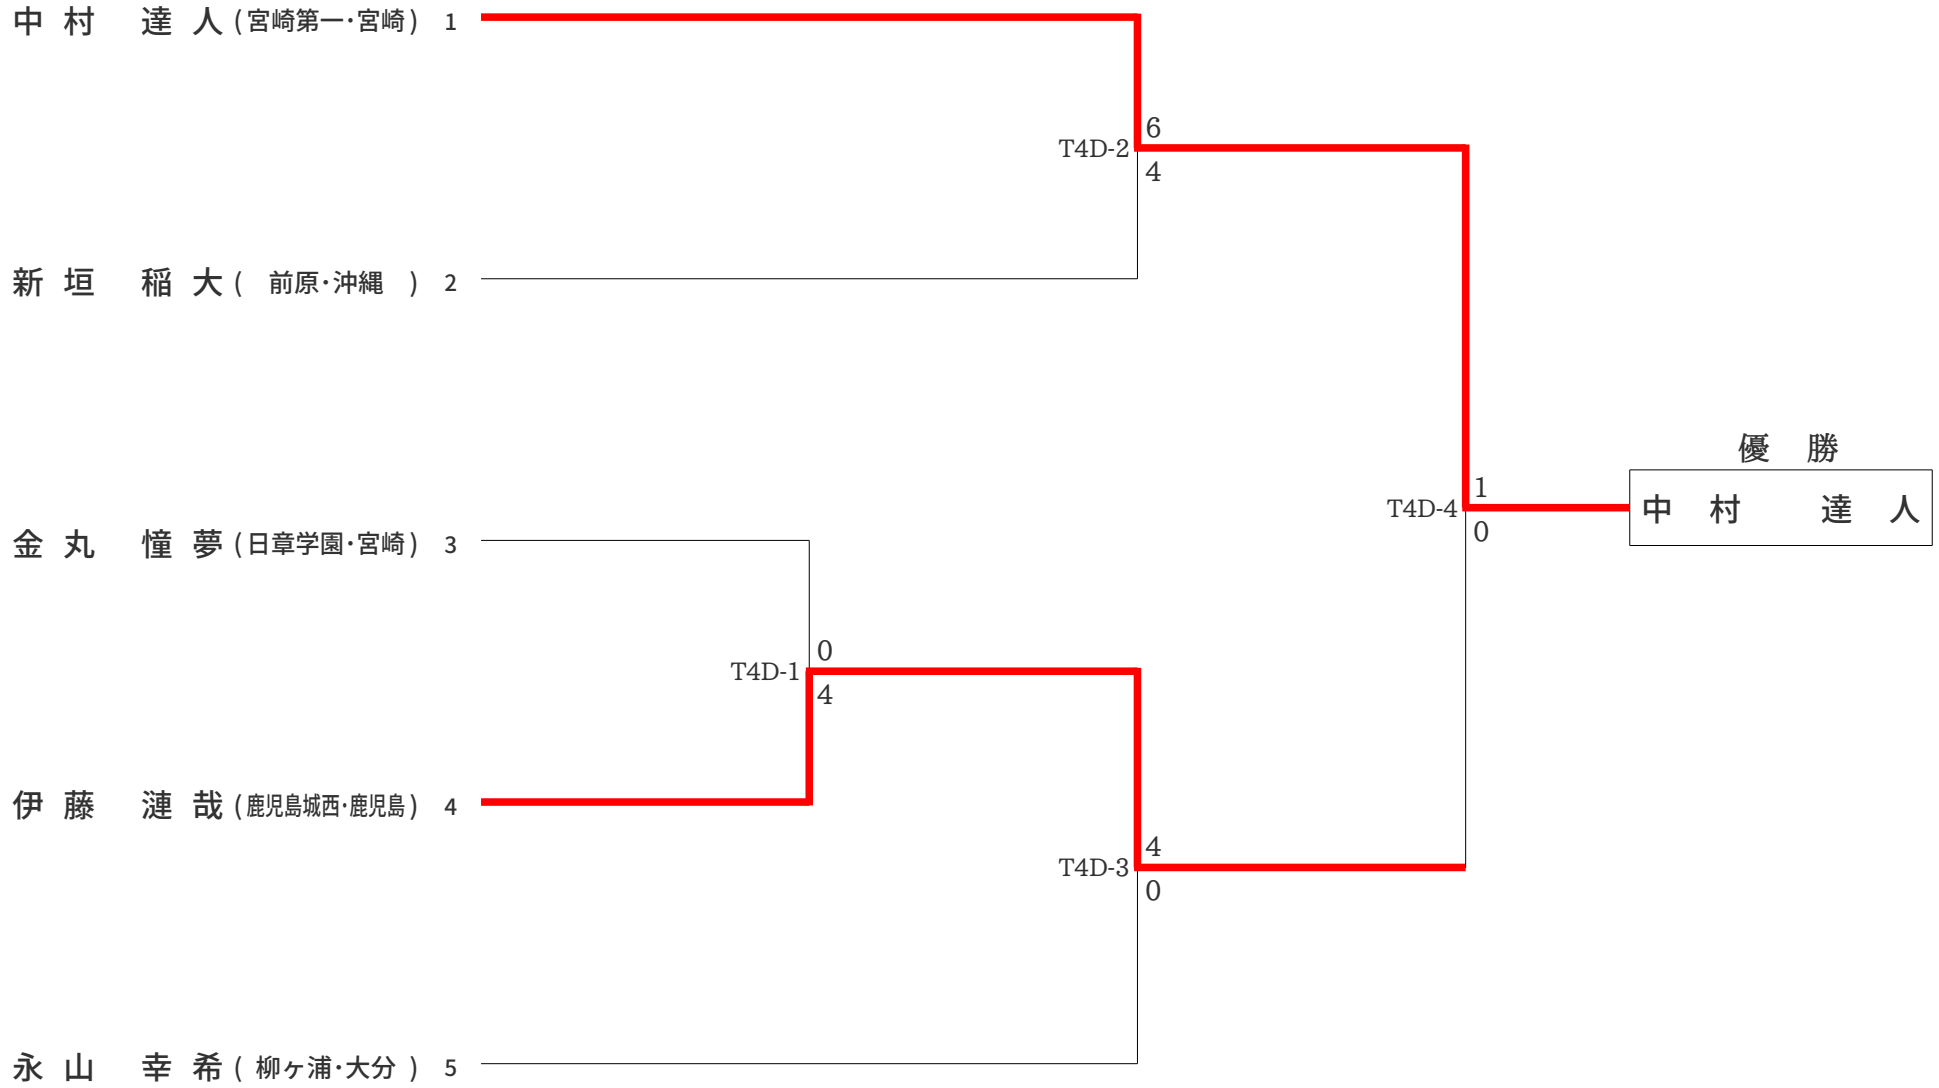 中村 達人(宮崎第一・宮崎) 1
6
T4D-2
4
新垣 稲大( 前原・沖縄 ) 2
優 勝
1
T4D-4
中村 達人
0
金丸 憧夢(日章学園・宮崎) 3
0
T4D-1
4
伊藤 漣哉(鹿児島城西・鹿児島) 4
4
T4D-3
0
永山 幸希( 柳ヶ浦・大分 ) 5